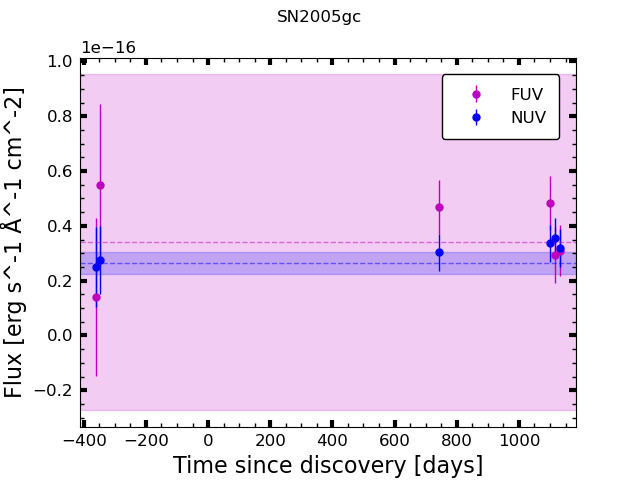 SN2005gc
1e−16
1.0
0.8
0.6
0.4
0.2
0.0
−0.2
Flux [erg s^-1 Å^-1 cm^-2]
FUV
NUV
−400 −200 0 200 400 600 800 1000
Time since discovery [days]